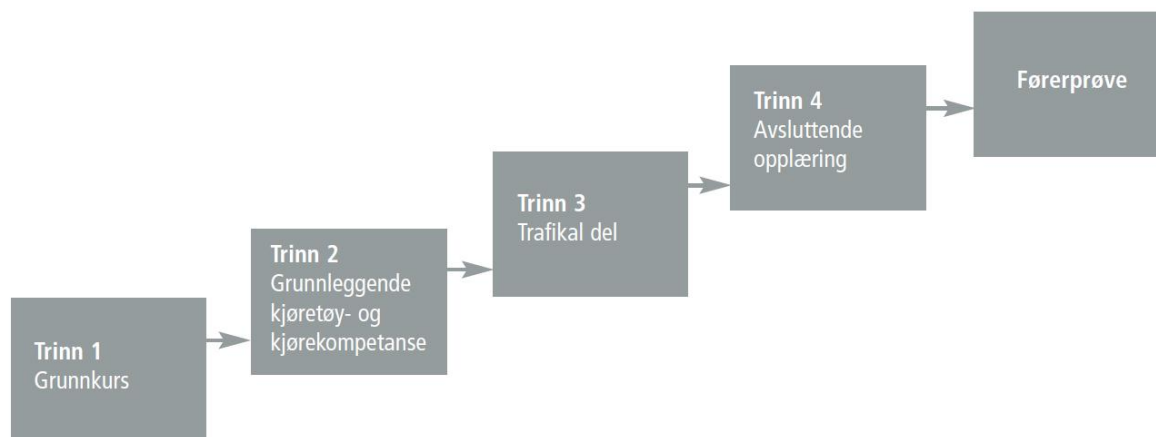 Trinn 1
Grunnkurs
Trinn 2
Grunnleggende
kjøretøy- og
kjørekompetanse
Trinn 3
Trafikal del
Trinn 4
Avsluttende
opplæring
Førerprøve